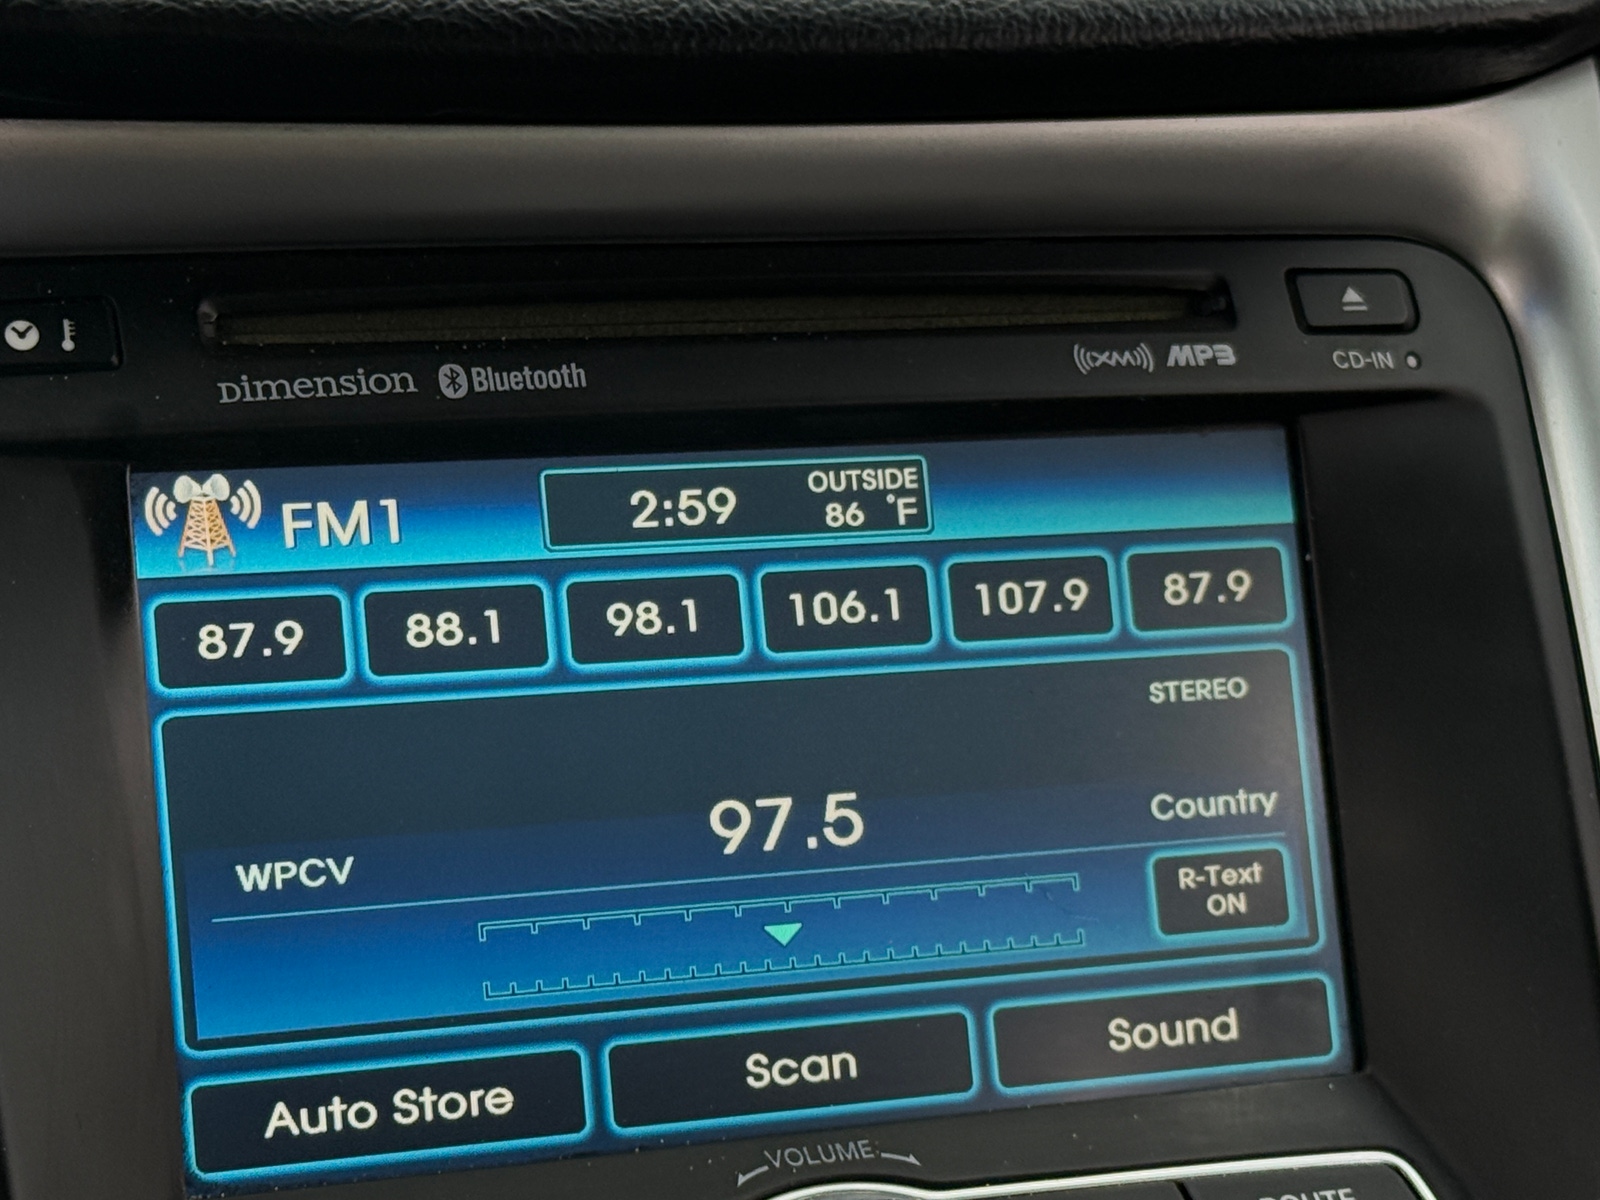 Dimension Bluetooth
((XM)) MP3
CD-IN
FM1
2:59
OUTSIDE
86 °F
87.9 88.1 98.1 106.1 107.9 87.9
STEREO
97.5
Country
WPCV
R-Text
ON
Auto Store Scan Sound
VOLUME
ROUTE